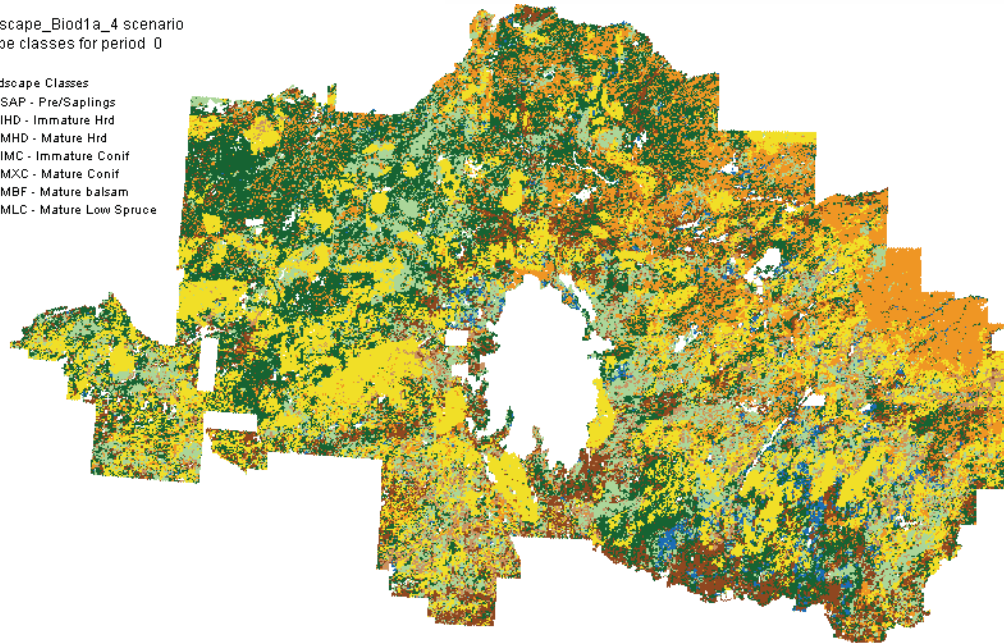 scape_Biod1a_4 scenario
pe classes for period 0
dscape Classes
SAP - Pre/Saplings
IHD - Immature Hrd
MHD - Mature Hrd
IMC - Immature Conif
MXC - Mature Conif
MBF - Mature balsam
MLC - Mature Low Spruce